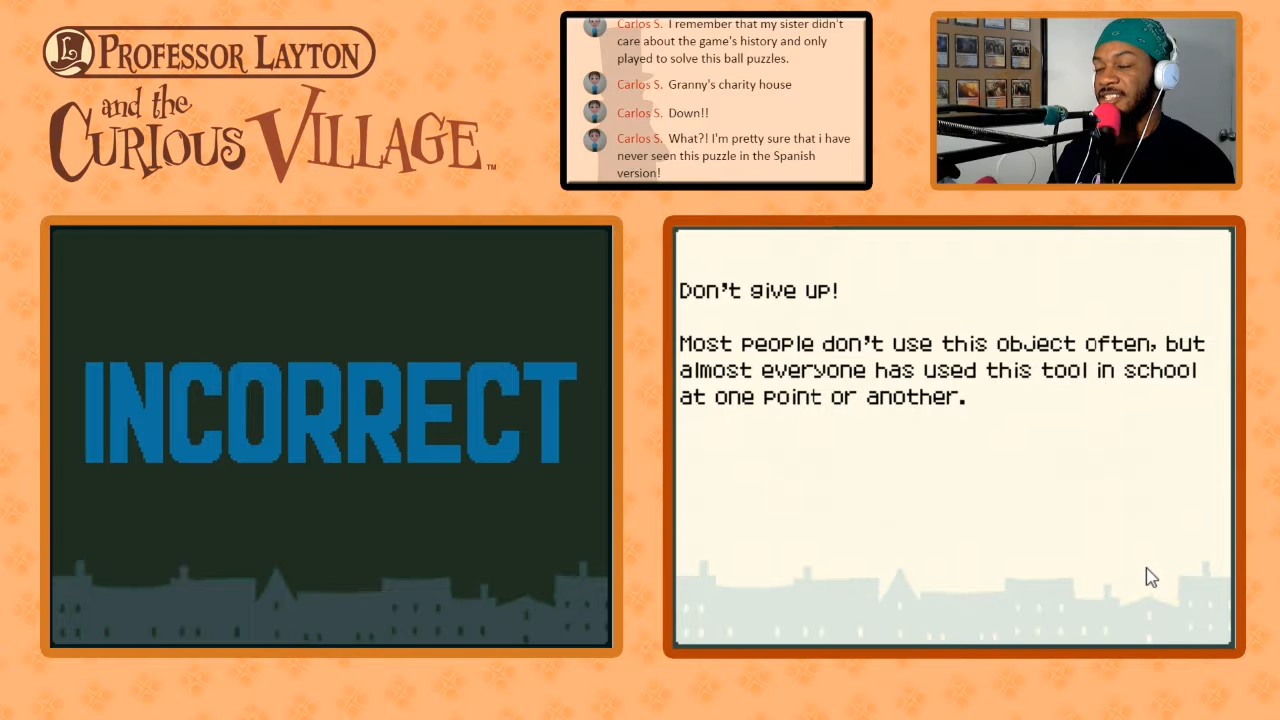 L PROFESSOR LAYTON
and the
CURIOUS VILLAGE™
Carlos S. I remember that my sister didn't
care about the game's history and only
played to solve this ball puzzles.
Carlos S. Granny's charity house
Carlos S. Down!!
Carlos S. What?! I'm pretty sure that i have
never seen this puzzle in the Spanish
version!
INCORRECT
Don't give up!
Most people don't use this object often, but
almost everyone has used this tool in school
at one point or another.